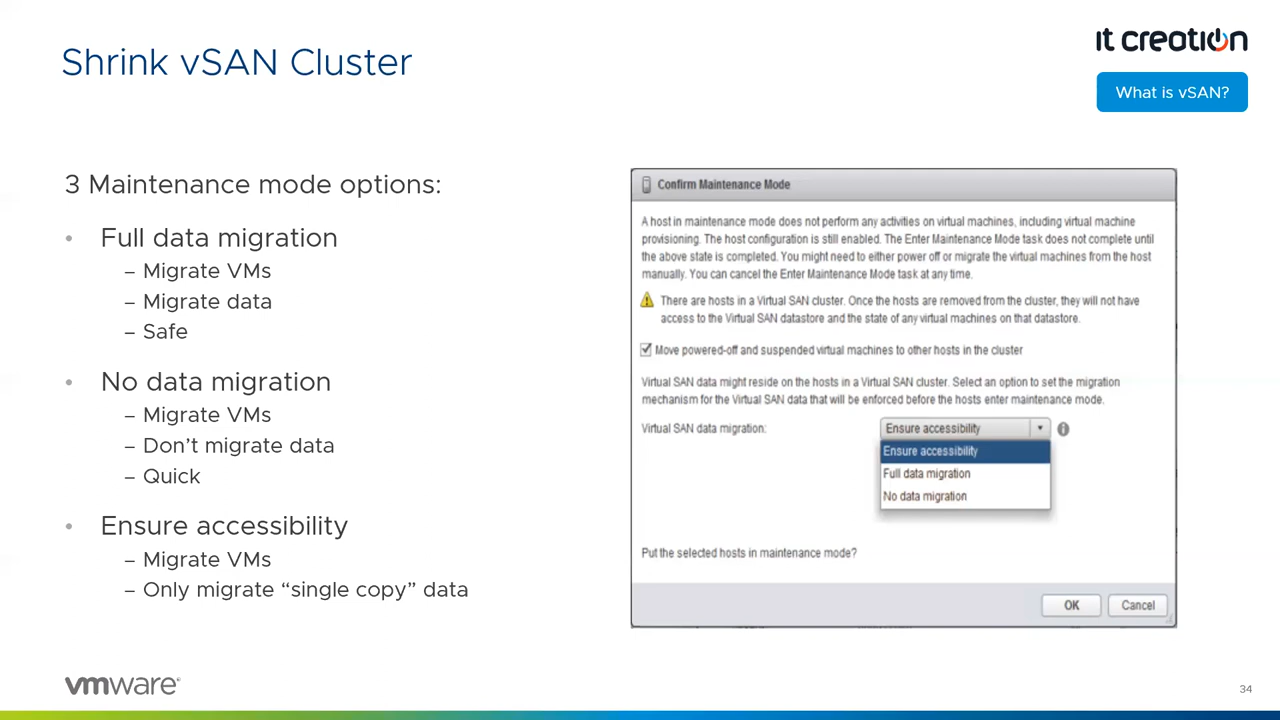 Shrink vSAN Cluster
it creation
What is vSAN?
3 Maintenance mode options:
• Full data migration
– Migrate VMs
– Migrate data
– Safe
• No data migration
– Migrate VMs
– Don’t migrate data
– Quick
• Ensure accessibility
– Migrate VMs
– Only migrate “single copy” data
Confirm Maintenance Mode
A host in maintenance mode does not perform any activities on virtual machines, including virtual machine
provisioning. The host configuration is still enabled. The Enter Maintenance Mode task does not complete until
the above state is completed. You might need to either power off or migrate the virtual machines from the host
manually. You can cancel the Enter Maintenance Mode task at any time.
There are hosts in a Virtual SAN cluster. Once the hosts are removed from the cluster, they will not have
access to the Virtual SAN datastore and the state of any virtual machines on that datastore.
Move powered-off and suspended virtual machines to other hosts in the cluster
Virtual SAN data might reside on the hosts in a Virtual SAN cluster. Select an option to set the migration
mechanism for the Virtual SAN data that will be enforced before the hosts enter maintenance mode.
Virtual SAN data migration: Ensure accessibility
Ensure accessibility
Full data migration
No data migration
Put the selected hosts in maintenance mode?
OK Cancel
vmware®
34